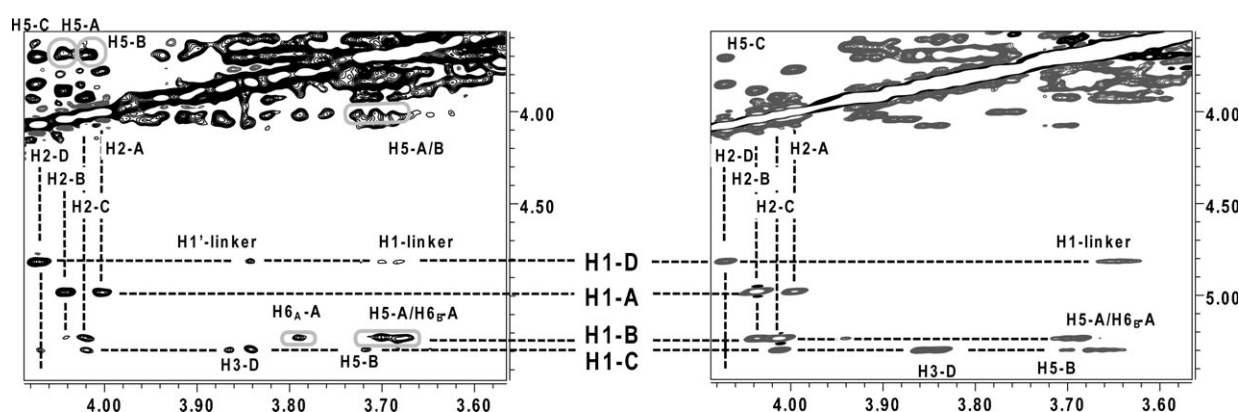 H5-C H5-A
H5-B
4.00
H2-D
H2-A
H2-B
H2-C
H5-A/B
4.50
H1'-linker
H1-linker
5.00
H6A-A
H5-A/H6B-A
H3-D
H5-B
4.00 3.90 3.80 3.70 3.60
H1-D
H1-A
H1-B
H1-C
H5-C
4.00
H2-D
H2-A
H2-B
H2-C
4.50
H1-linker
5.00
H5-A/H6B-A
H3-D
H5-B
4.00 3.90 3.80 3.70 3.60